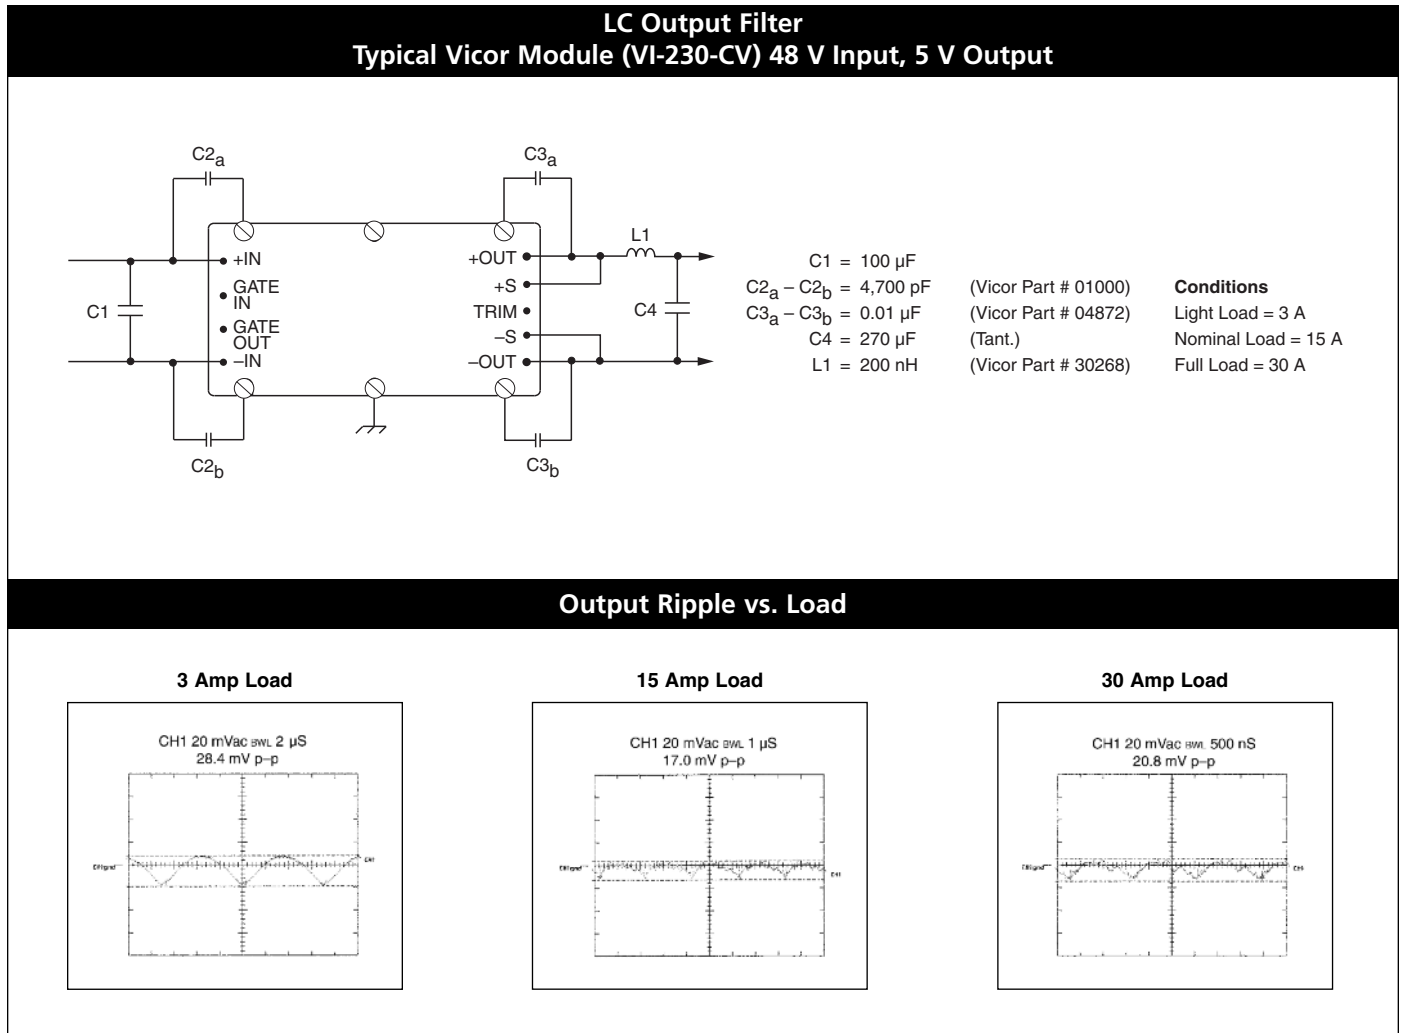 LC Output Filter
Typical Vicor Module (VI-230-CV) 48 V Input, 5 V Output
C2a
C3a
L1
+IN
GATE
IN
GATE
OUT
–IN
+OUT
+S
TRIM
–S
–OUT
C1
C4
C2b
C3b
C1 = 100 µF
C2a – C2b = 4,700 pF (Vicor Part # 01000)
C3a – C3b = 0.01 µF (Vicor Part # 04872)
C4 = 270 µF (Tant.)
L1 = 200 nH (Vicor Part # 30268)
Conditions
Light Load = 3 A
Nominal Load = 15 A
Full Load = 30 A
Output Ripple vs. Load
3 Amp Load
CH1 20 mVac BWL 2 µS
28.4 mV p–p
15 Amp Load
CH1 20 mVac BWL 1 µS
17.0 mV p–p
30 Amp Load
CH1 20 mVac BWL 500 nS
20.8 mV p–p